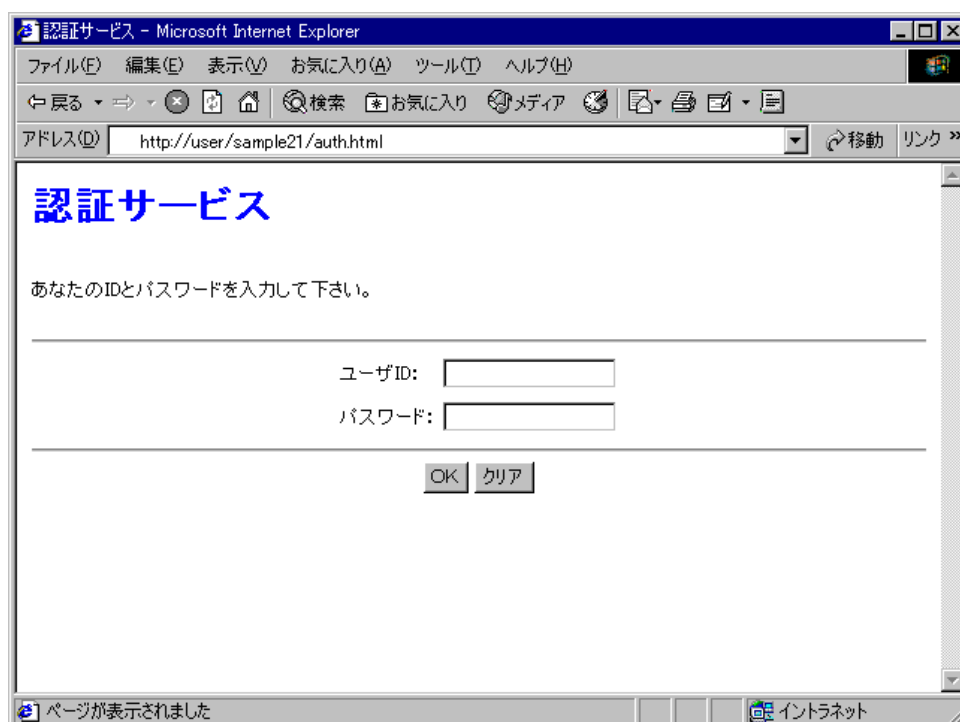 認証サービス - Microsoft Internet Explorer
ファイル(F) 編集(E) 表示(V) お気に入り(A) ツール(T) ヘルプ(H)
戻る 検索 お気に入り メディア
アドレス(D) http://user/sample21/auth.html 移動 リンク »
認証サービス
あなたのIDとパスワードを入力して下さい。
ユーザID:
パスワード:
OK クリア
ページが表示されました イントラネット